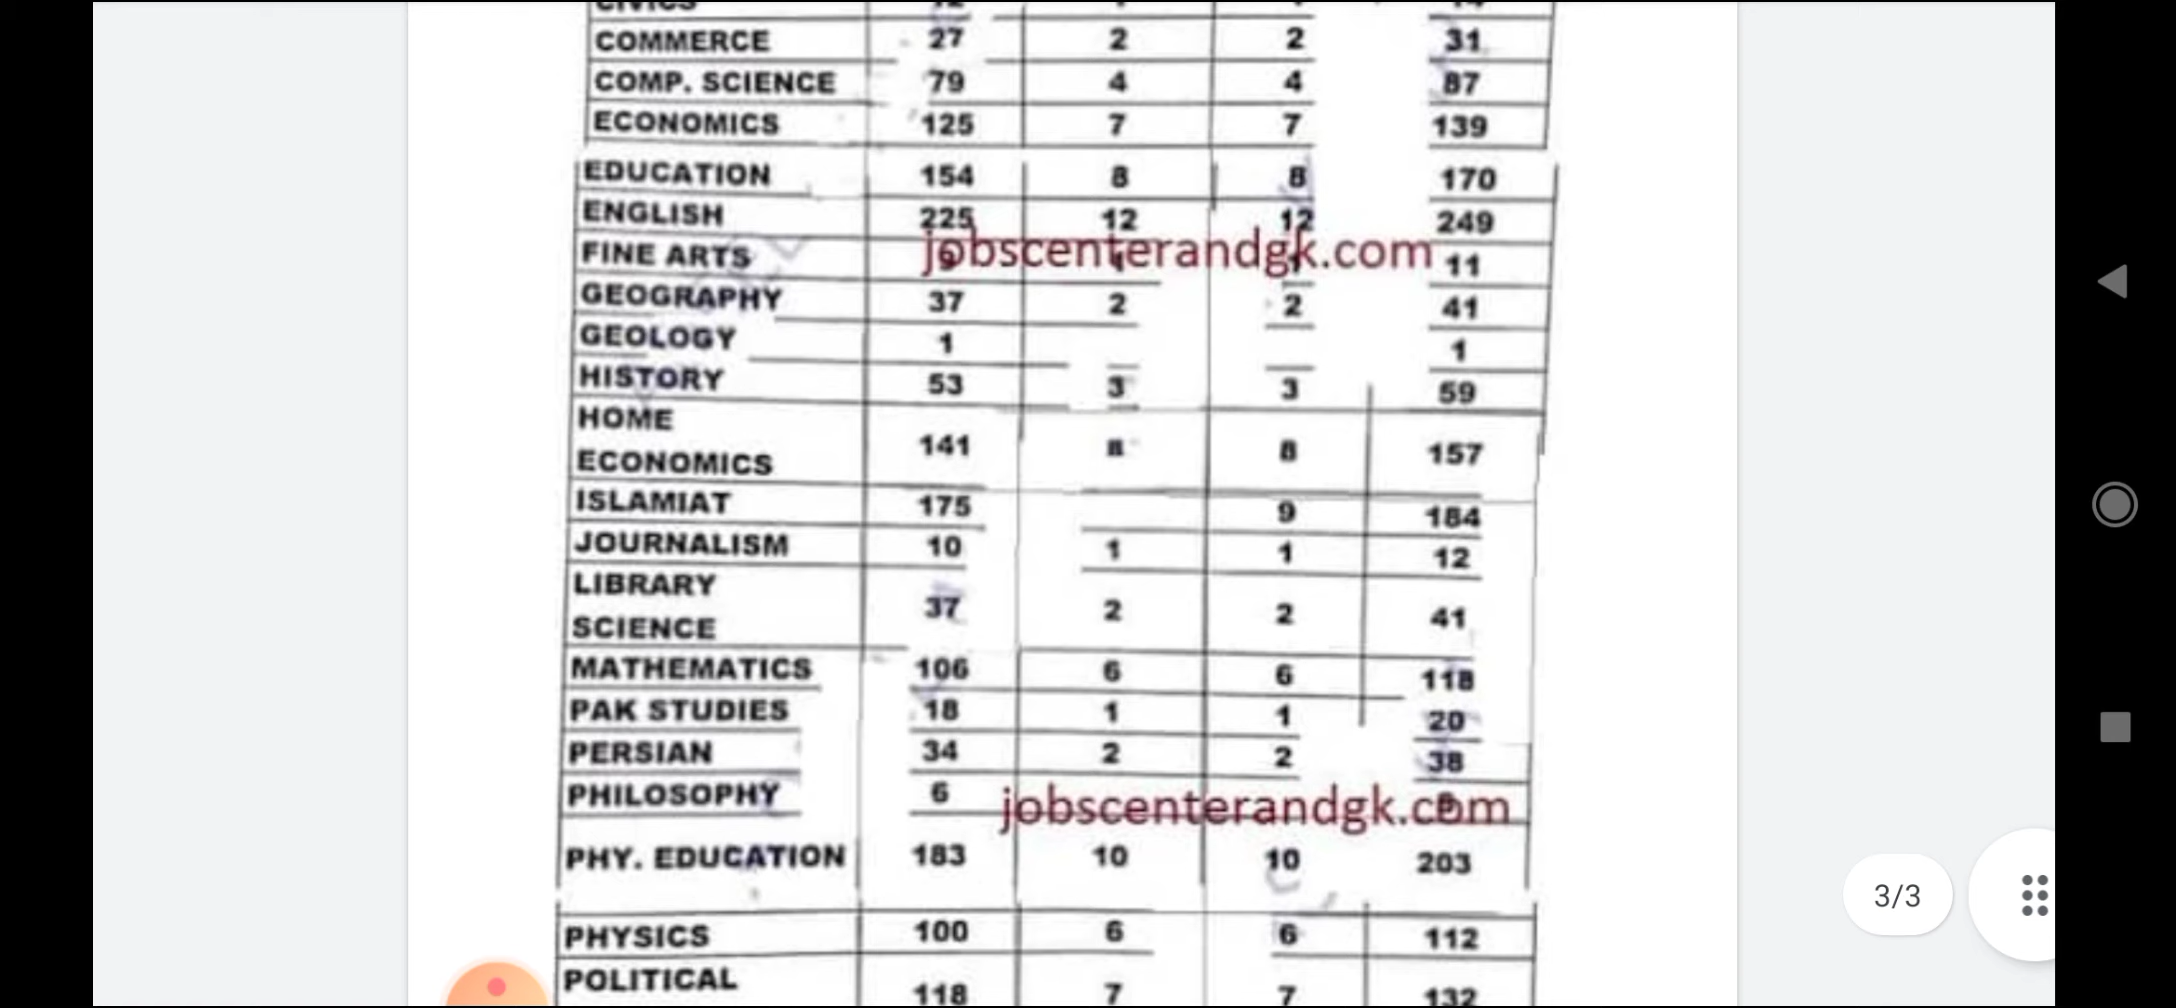 COMMERCE 27 2 2 31
COMP. SCIENCE 79 4 4 87
ECONOMICS 125 7 7 139
EDUCATION 154 8 8 170
ENGLISH 225 12 12 249
jobscenterandgk.com
FINE ARTS 9 1 1 11
GEOGRAPHY 37 2 2 41
GEOLOGY 1 1
HISTORY 53 3 3 59
HOME
ECONOMICS 141 8 8 157
ISLAMIAT 175 9 184
JOURNALISM 10 1 1 12
LIBRARY
SCIENCE 37 2 2 41
MATHEMATICS 106 6 6 118
PAK STUDIES 18 1 1 20
PERSIAN 34 2 2 38
PHILOSOPHY 6
jobscenterandgk.com
PHY. EDUCATION 183 10 10 203
3/3
PHYSICS 100 6 6 112
POLITICAL 118 7 7 132